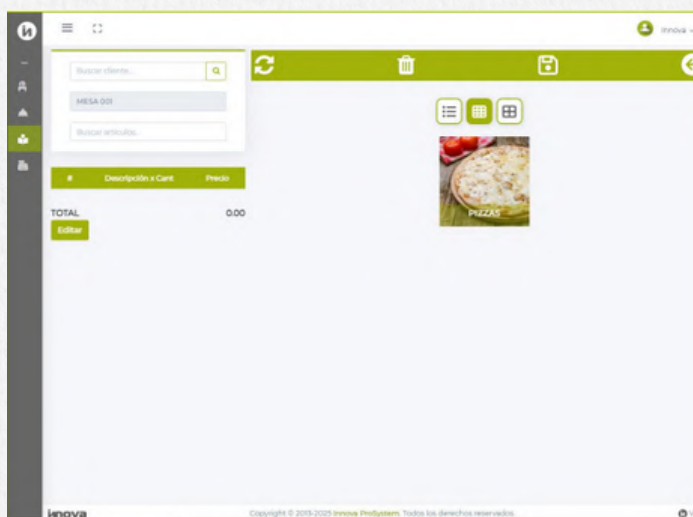 Innova
Buscar cliente...
MESA 001
Buscar artículos...
# Descripción x Cant Precio
TOTAL 0.00
Editar
PIZZAS
innova
Copyright © 2013-2025 Innova ProSystem. Todos los derechos reservados.